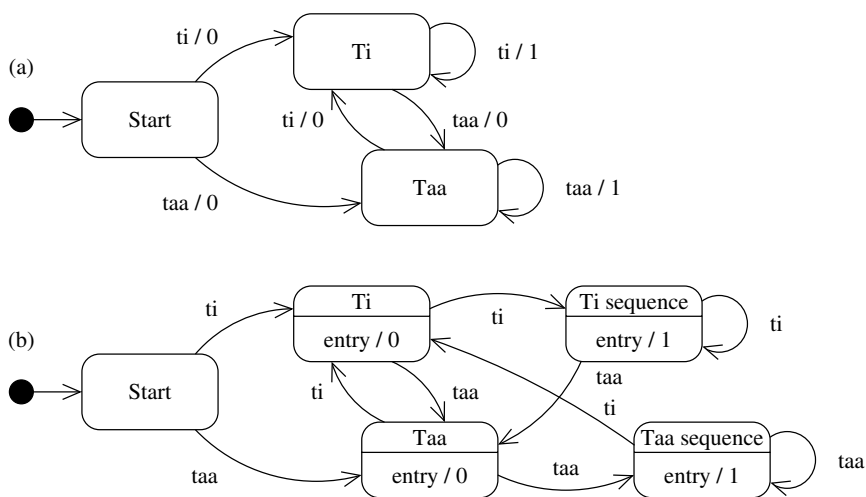 ti / 0
Ti
ti / 1
(a)
Start
ti / 0
taa / 0
Taa
taa / 0
taa / 1
Ti
Ti sequence
ti
ti
entry / 0
entry / 1
ti
(b)
taa
Start
ti
taa
ti
Taa
Taa sequence
taa
entry / 0
taa
entry / 1
taa